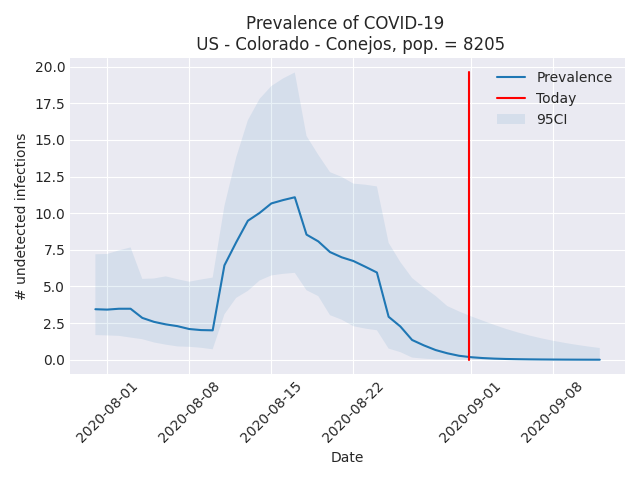 Prevalence of COVID-19
US - Colorado - Conejos, pop. = 8205
# undetected infections
20.0
17.5
15.0
12.5
10.0
7.5
5.0
2.5
0.0
Prevalence
Today
95CI
2020-08-01
2020-08-08
2020-08-15
2020-08-22
2020-09-01
2020-09-08
Date